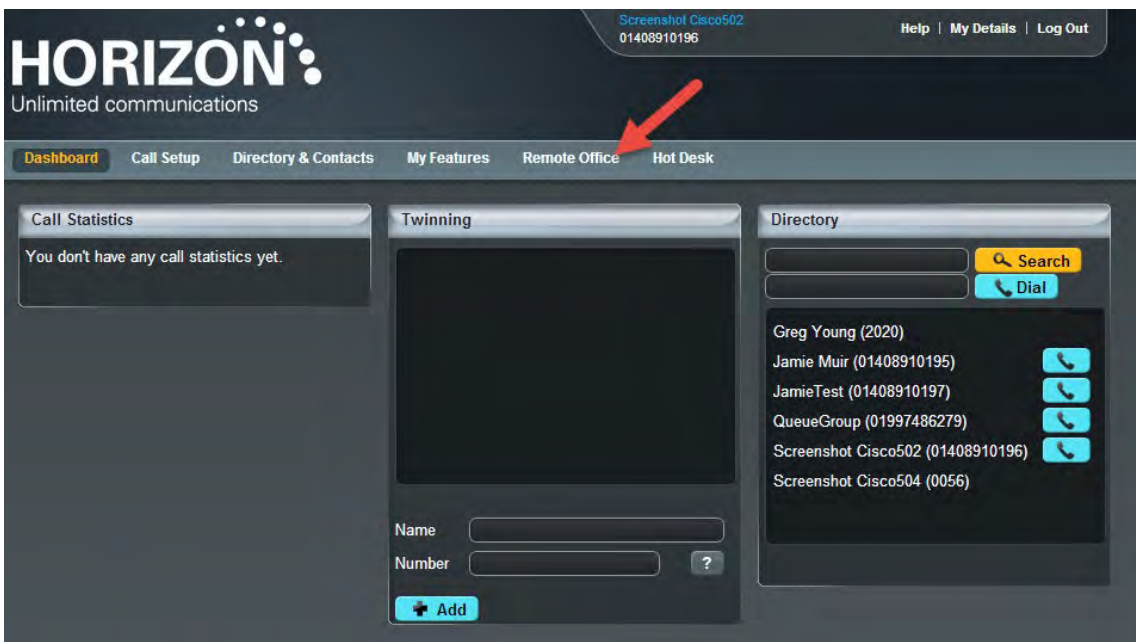 Screenshot Cisco502
01408910196
Help | My Details | Log Out
HORIZON
Unlimited communications
Dashboard Call Setup Directory & Contacts My Features Remote Office Hot Desk
Call Statistics
You don't have any call statistics yet.
Twinning
Name
Number
?
Add
Directory
Search
Dial
Greg Young (2020)
Jamie Muir (01408910195)
JamieTest (01408910197)
QueueGroup (01997486279)
Screenshot Cisco502 (01408910196)
Screenshot Cisco504 (0056)